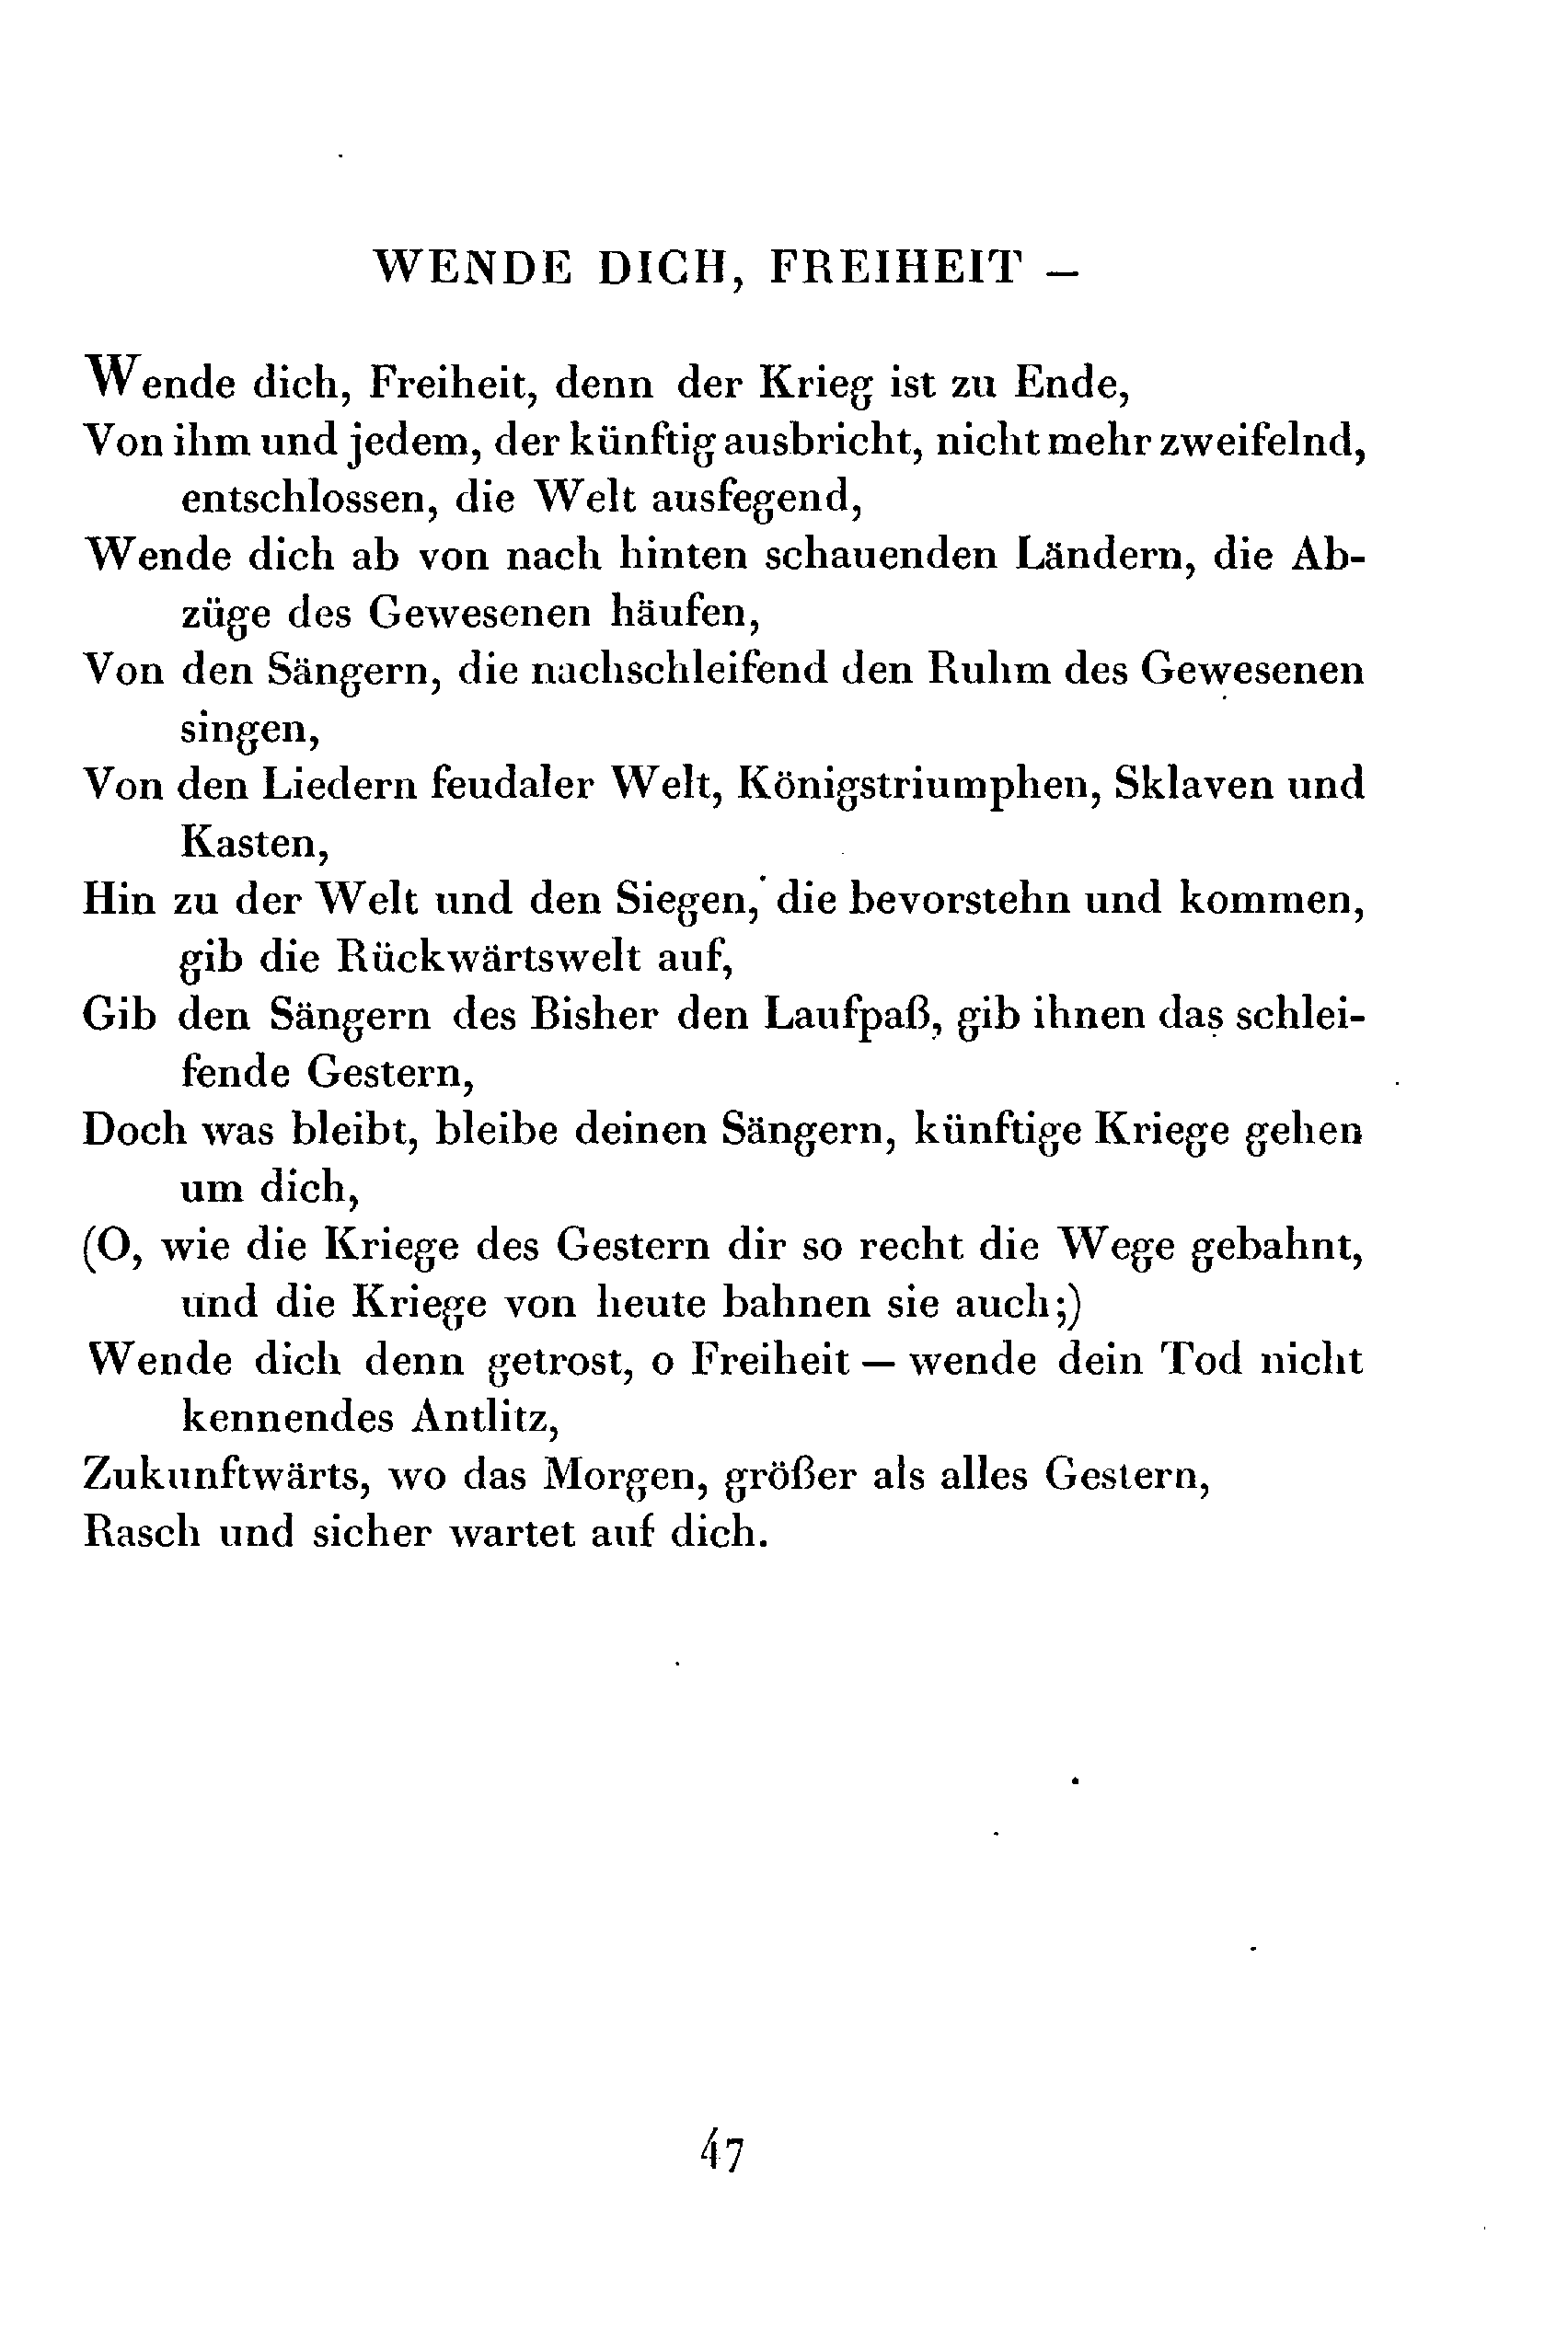 WENDE DICH, FREIHEIT –
Wende dich, Freiheit, denn der Krieg ist zu Ende,
Von ihm und jedem, der künftig ausbricht, nicht mehr zweifelnd,
entschlossen, die Welt ausfegend,
Wende dich ab von nach hinten schauenden Ländern, die Ab-
züge des Gewesenen häufen,
Von den Sängern, die nachschleifend den Ruhm des Gewesenen
singen,
Von den Liedern feudaler Welt, Königstriumphen, Sklaven und
Kasten,
Hin zu der Welt und den Siegen, die bevorstehn und kommen,
gib die Rückwärtswelt auf,
Gib den Sängern des Bisher den Laufpaß, gib ihnen das schlei-
fende Gestern,
Doch was bleibt, bleibe deinen Sängern, künftige Kriege gehen
um dich,
(O, wie die Kriege des Gestern dir so recht die Wege gebahnt,
und die Kriege von heute bahnen sie auch;)
Wende dich denn getrost, o Freiheit — wende dein Tod nicht
kennendes Antlitz,
Zukunftwärts, wo das Morgen, größer als alles Gestern,
Rasch und sicher wartet auf dich.
47